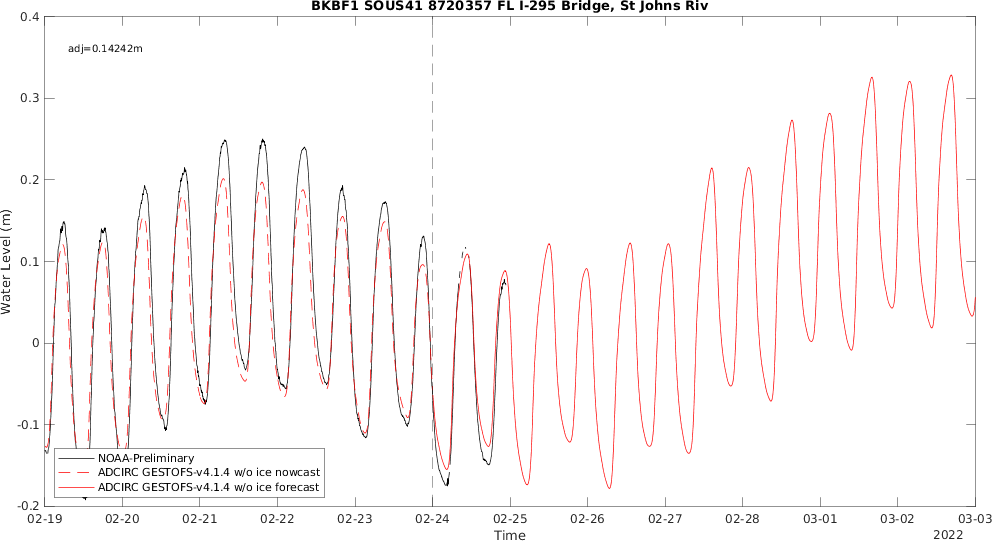 BKBF1 SOUS41 8720357 FL I-295 Bridge, St Johns Riv
0.4
adj=0.14242m
0.3
0.2
0.1
0
-0.1
-0.2
Water Level (m)
NOAA-Preliminary
ADCIRC GESTOFS-v4.1.4 w/o ice nowcast
ADCIRC GESTOFS-v4.1.4 w/o ice forecast
02-19 02-20 02-21 02-22 02-23 02-24 02-25 02-26 02-27 02-28 03-01 03-02 03-03
Time
2022